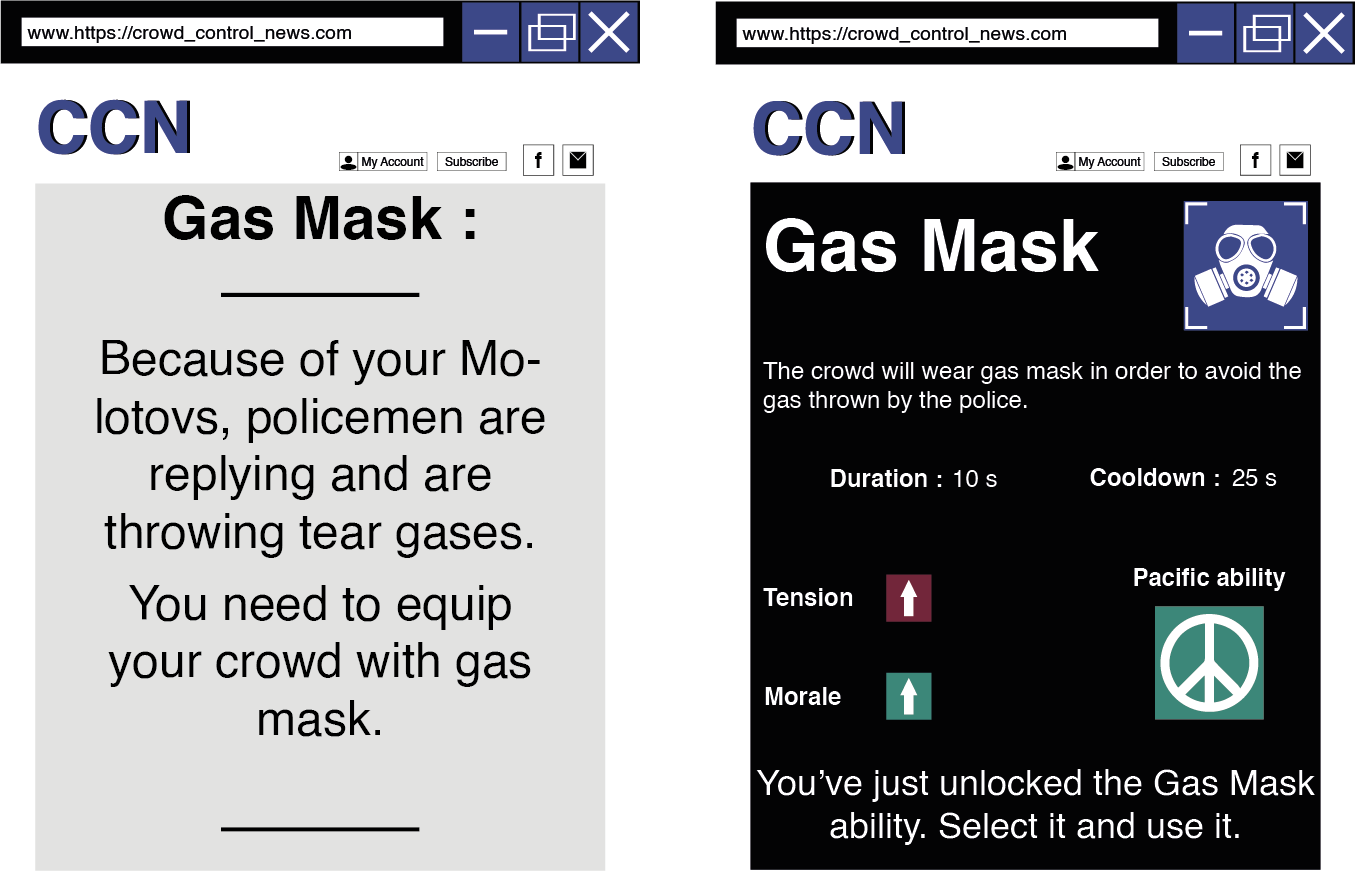 www.https://crowd_control_news.com
CCN
My Account
Subscribe
f
Gas Mask :
Because of your Mo-
lotovs, policemen are
replying and are
throwing tear gases.
You need to equip
your crowd with gas
mask.
www.https://crowd_control_news.com
CCN
My Account
Subscribe
f
Gas Mask
The crowd will wear gas mask in order to avoid the
gas thrown by the police.
Duration : 10 s
Cooldown : 25 s
Pacific ability
Tension
Morale
You’ve just unlocked the Gas Mask
ability. Select it and use it.